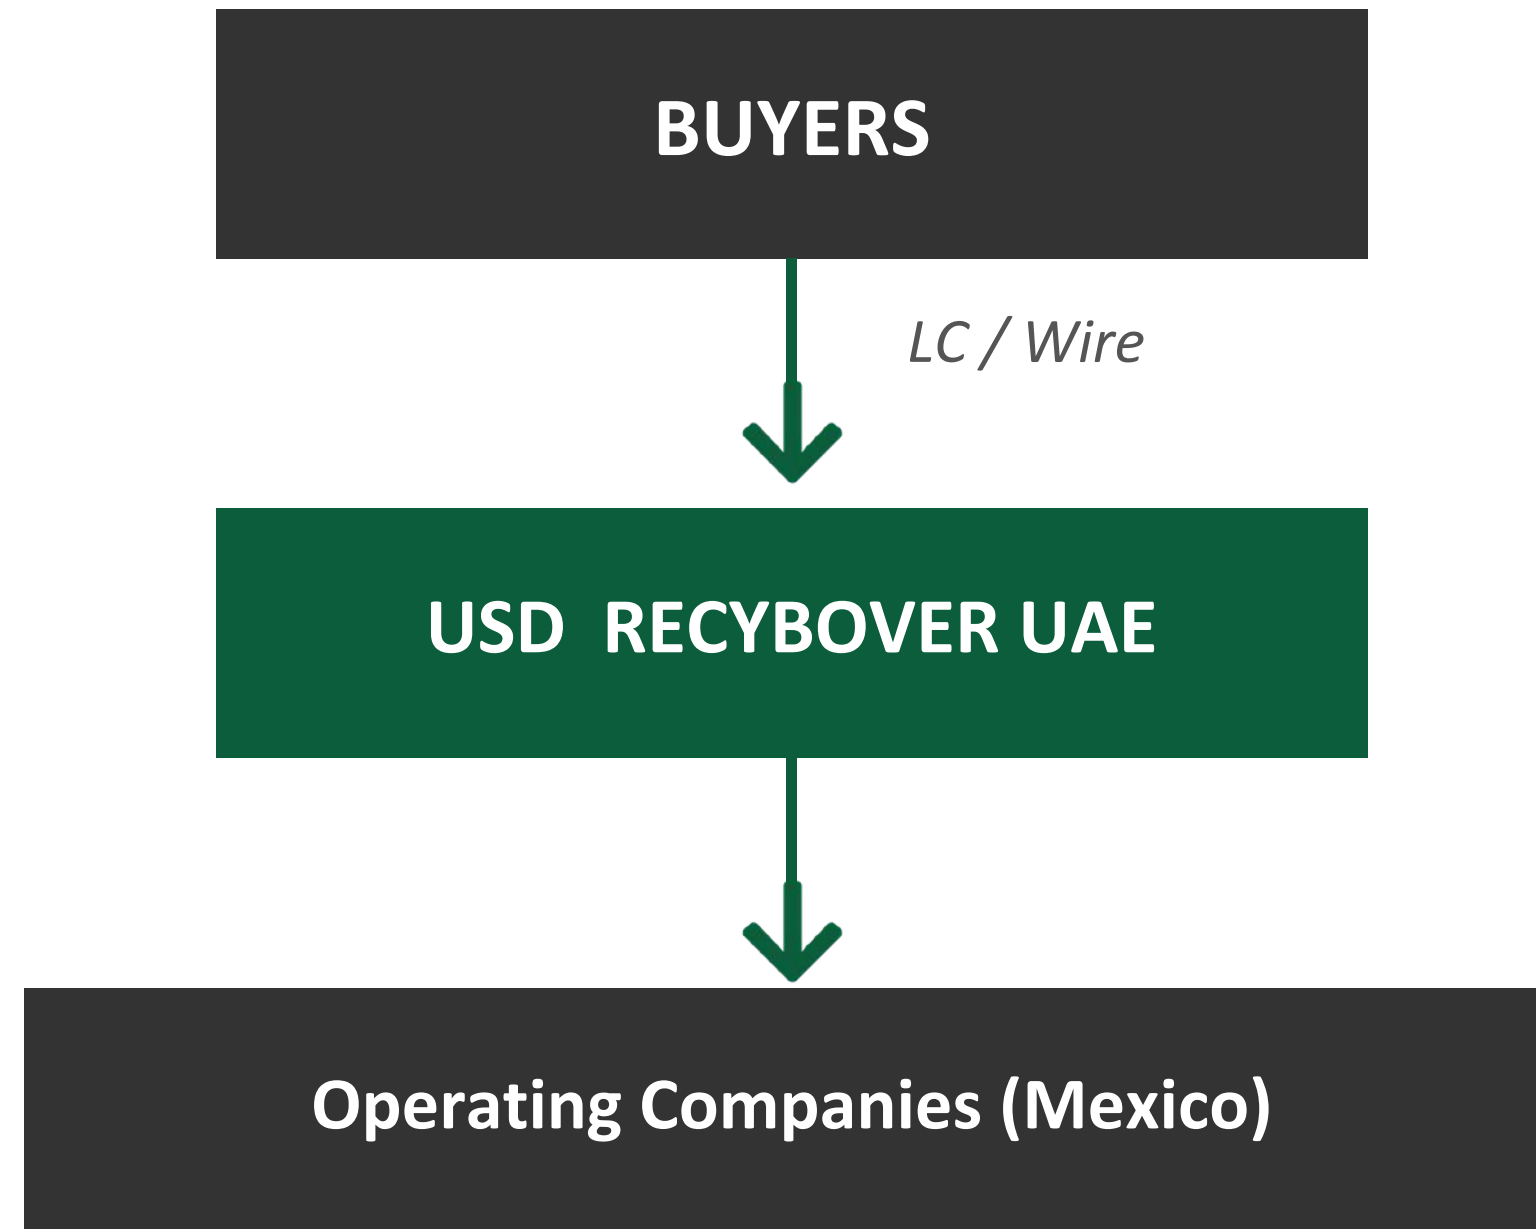 BUYERS
LC / Wire
USD  RECYBOVER UAE
Operating Companies (Mexico)